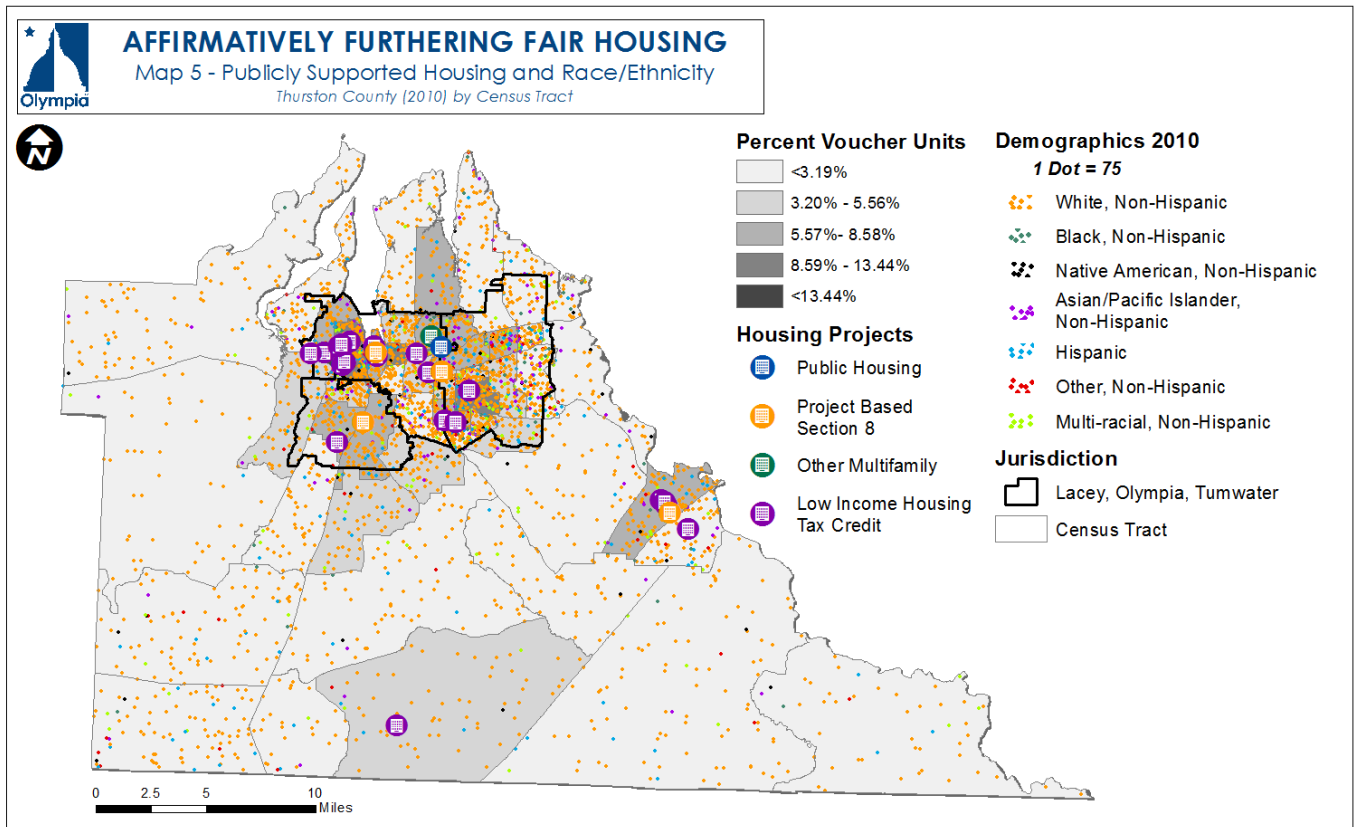 AFFIRMATIVELY FURTHERING FAIR HOUSING
Map 5 - Publicly Supported Housing and Race/Ethnicity
Thurston County (2010) by Census Tract
Olympia
N
Percent Voucher Units
<3.19%
3.20% - 5.56%
5.57%- 8.58%
8.59% - 13.44%
<13.44%
Housing Projects
Public Housing
Project Based
Section 8
Other Multifamily
Low Income Housing
Tax Credit
Demographics 2010
1 Dot = 75
White, Non-Hispanic
Black, Non-Hispanic
Native American, Non-Hispanic
Asian/Pacific Islander,
Non-Hispanic
Hispanic
Other, Non-Hispanic
Multi-racial, Non-Hispanic
Jurisdiction
Lacey, Olympia, Tumwater
Census Tract
0 2.5 5 10
Miles